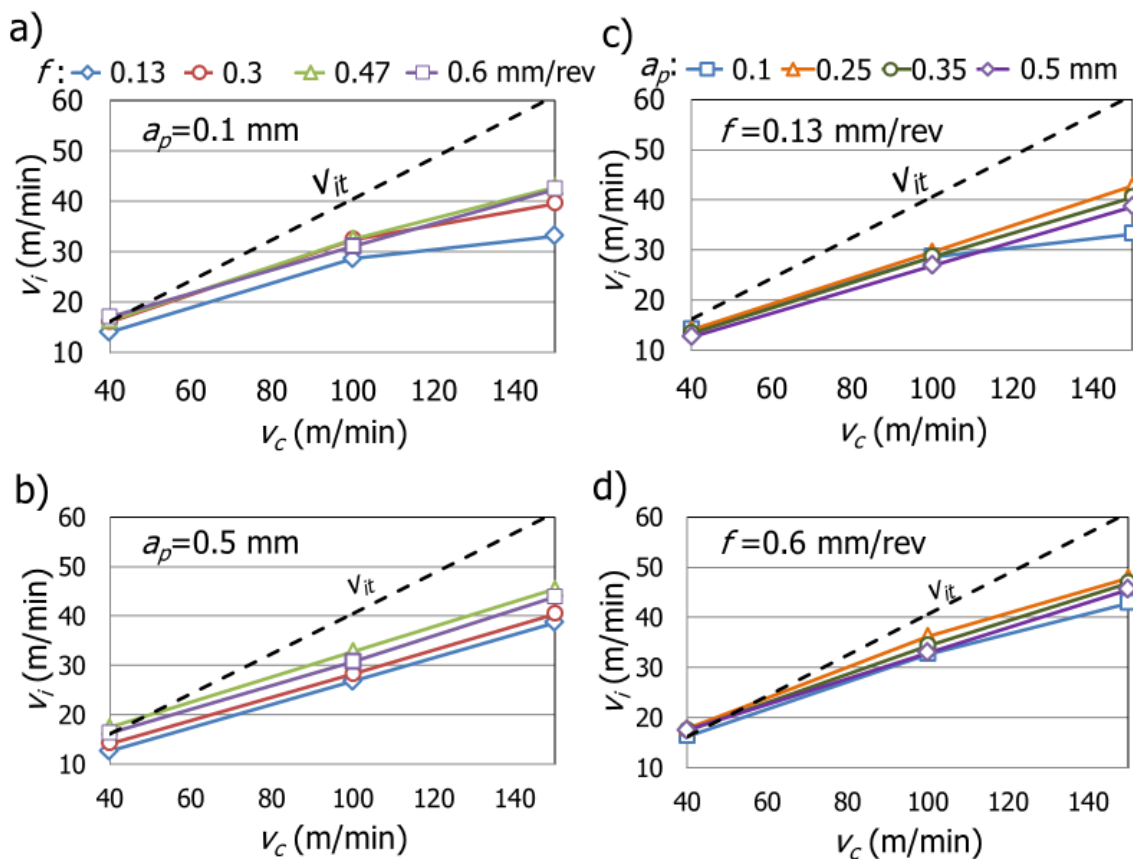 a)
f : 0.13 0.3 0.47 0.6 mm/rev
60
50
40
30
20
10
v_i (m/min)
a_p=0.1 mm
v_it
40 60 80 100 120 140
v_c (m/min)
c)
a_p: 0.1 0.25 0.35 0.5 mm
60
50
40
30
20
10
v_i (m/min)
f =0.13 mm/rev
v_it
40 60 80 100 120 140
v_c (m/min)
b)
60
50
40
30
20
10
v_i (m/min)
a_p=0.5 mm
v_it
40 60 80 100 120 140
v_c (m/min)
d)
60
50
40
30
20
10
v_i (m/min)
f =0.6 mm/rev
v_it
40 60 80 100 120 140
v_c (m/min)